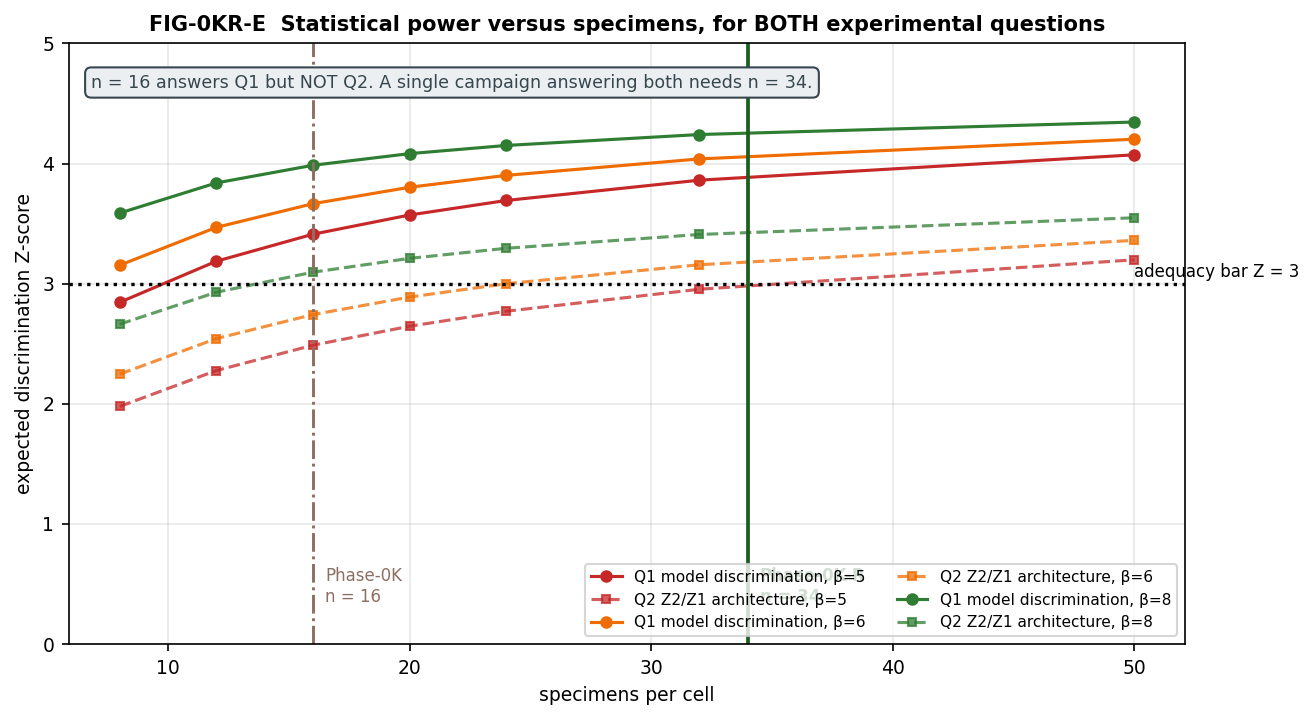 FIG-0KR-E  Statistical power versus specimens, for BOTH experimental questions
n = 16 answers Q1 but NOT Q2. A single campaign answering both needs n = 34.
expected discrimination Z-score
5
4
3
2
1
0
adequacy bar Z = 3
Phase-0K
n = 16
n = 34
Q1 model discrimination, β=5
Q2 Z2/Z1 architecture, β=5
Q1 model discrimination, β=6
Q2 Z2/Z1 architecture, β=6
Q1 model discrimination, β=8
Q2 Z2/Z1 architecture, β=8
10
20
30
40
50
specimens per cell